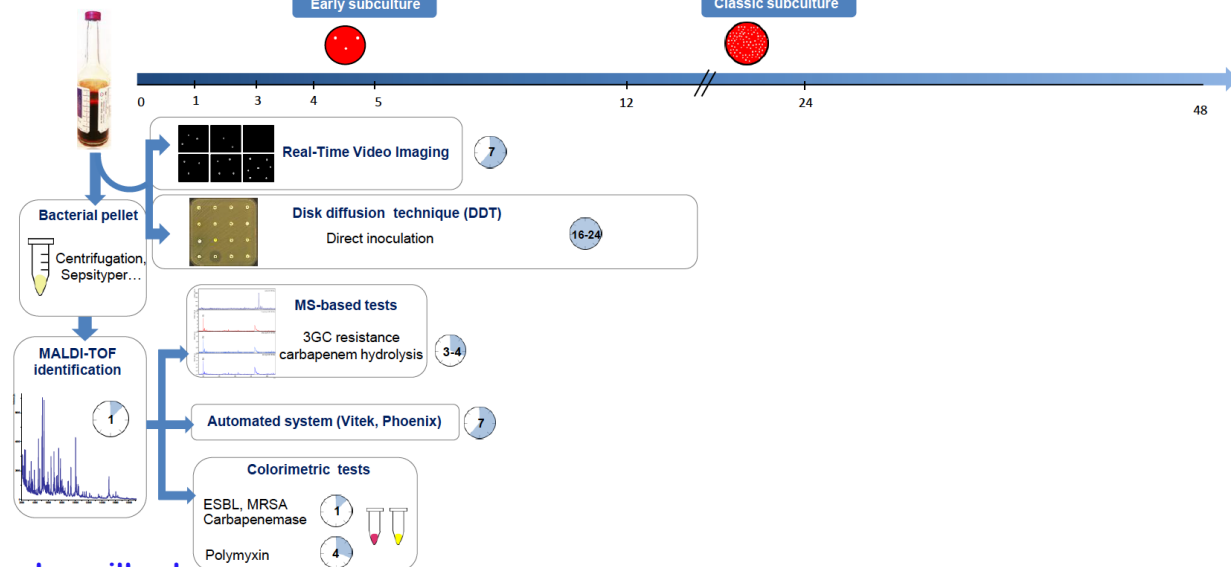 Early subculture
Classic subculture
0
1
3
4
5
12
24
48
Real-Time Video Imaging
7
Bacterial pellet
Centrifugation,
Sepsityper…
Disk diffusion technique (DDT)
Direct inoculation
16-24
MALDI-TOF
identification
1
MS-based tests
3GC resistance
carbapenem hydrolysis
3-4
Automated system (Vitek, Phoenix)
7
Colorimetric tests
ESBL, MRSA
Carbapenemase
1
Polymyxin
4